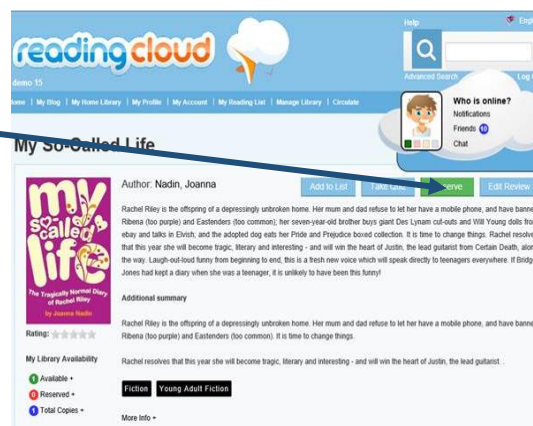 Help
Engl
reading cloud
demo 15
Advanced Search
Log
ome | My Blog | My Home Library | My Profile | My Account | My Reading List | Manage Library | Circulate
Who is online?
Notifications
Friends 10
Chat
My So-Called Life
Author: Nadin, Joanna
Add to List
Take Quiz
erve
Edit Review
my so-called life
The Tragically Normal Diary
of Rachel Riley
by Joanna Nadin
Rachel Riley is the offspring of a depressingly unbroken home. Her mum and dad refuse to let her have a mobile phone, and have banne
Ribena (too purple) and Eastenders (too common); her seven-year-old brother buys giant Des Lynam cut-outs and Will Young dolls fro
ebay and talks in Elvish; and the adopted dog eats her Pride and Prejudice boxed collection. It is time to change things. Rachel resolve
that this year she will become tragic, literary and interesting - and will win the heart of Justin, the lead guitarist from Certain Death, alon
the way. Laugh-out-loud funny from beginning to end, this is a fresh new voice which will speak directly to teenagers everywhere. If Bridg
Jones had kept a diary when she was a teenager, it is unlikely to have been this funny!
Additional summary
Rachel Riley is the offspring of a depressingly unbroken home. Her mum and dad refuse to let her have a mobile phone, and have banne
Ribena (too purple) and Eastenders (too common). It is time to change things.
Rachel resolves that this year she will become tragic, literary and interesting - and will win the heart of Justin, the lead guitarist. .
Rating:
My Library Availability
1 Available +
0 Reserved +
1 Total Copies +
Fiction
Young Adult Fiction
More Info +